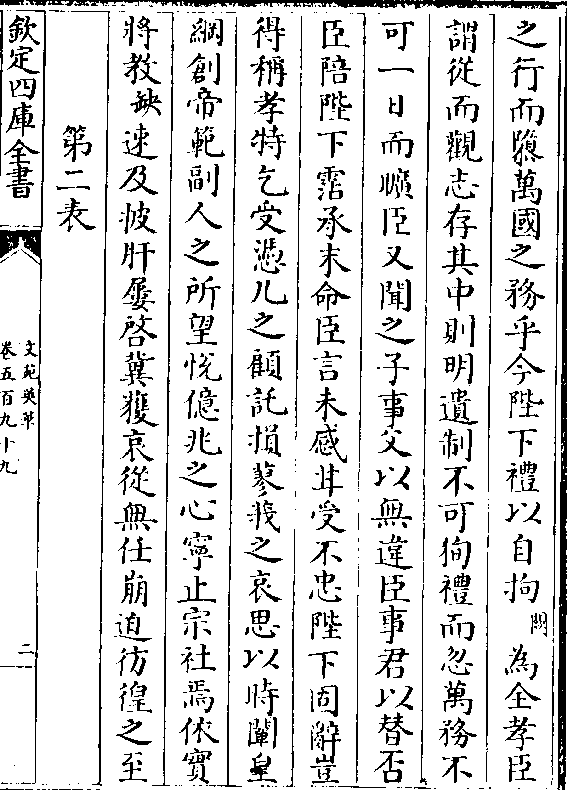 之行而隳萬國之務乎今陛下禮以自拘闕為全孝臣
謂從而觀志存其中則明遺制不可狥禮而忽萬務不
可一日而曠臣又聞之子事父以無違臣事君以替否
臣陪陛下霑承末命臣言未感甘受不忠陛下固辭豈
得稱孝特乞受憑几之顧託損蓼莪之哀思以時闡皇
綱創帝範副人之所望悅億兆之心寧止宗社焉依實
將教缺速及披肝屢啓冀獲哀從無任崩迫彷徨之至
第二表
欽定四庫全書
文苑英華
卷五百九十九
二